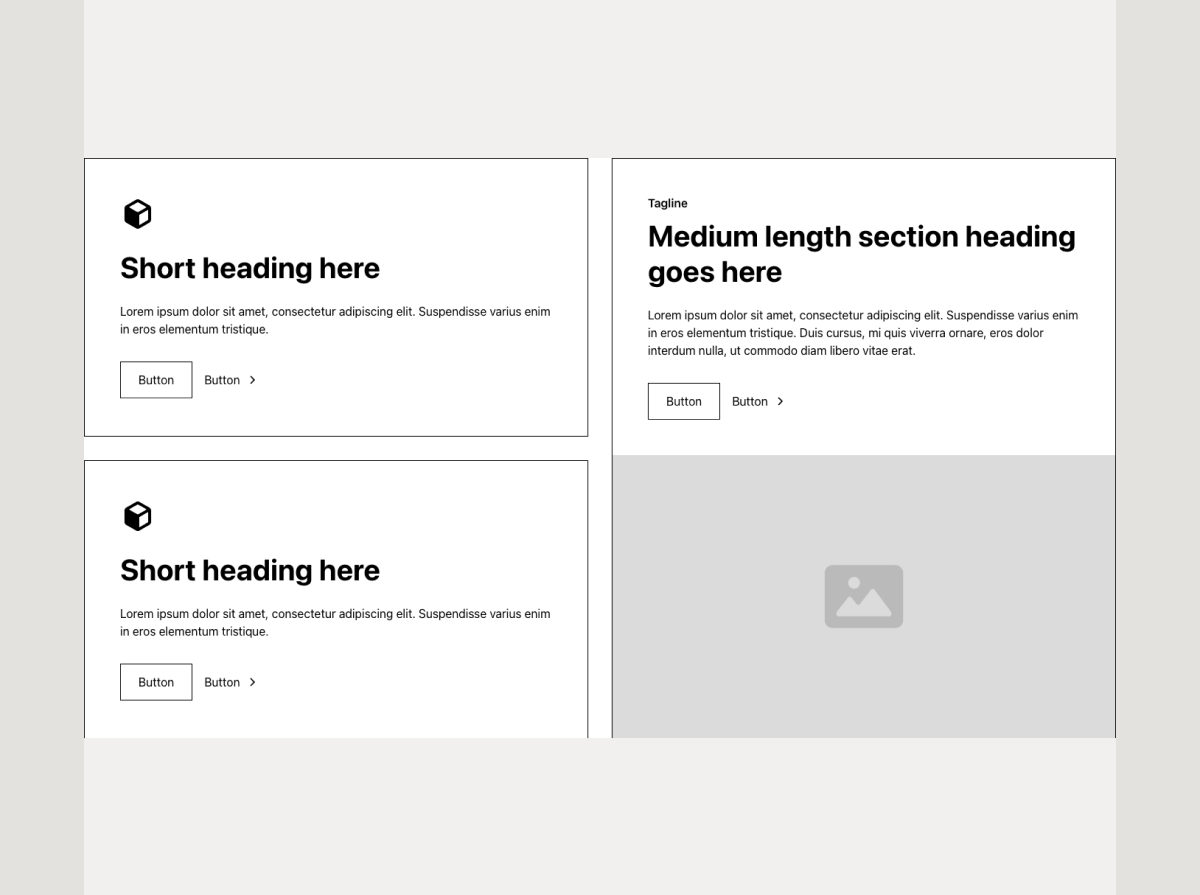 Short heading here
Lorem ipsum dolor sit amet, consectetur adipiscing elit. Suspendisse varius enim
in eros elementum tristique.
Button
Button
Short heading here
Lorem ipsum dolor sit amet, consectetur adipiscing elit. Suspendisse varius enim
in eros elementum tristique.
Button
Button
Tagline
Medium length section heading
goes here
Lorem ipsum dolor sit amet, consectetur adipiscing elit. Suspendisse varius enim
in eros elementum tristique. Duis cursus, mi quis viverra ornare, eros dolor
interdum nulla, ut commodo diam libero vitae erat.
Button
Button